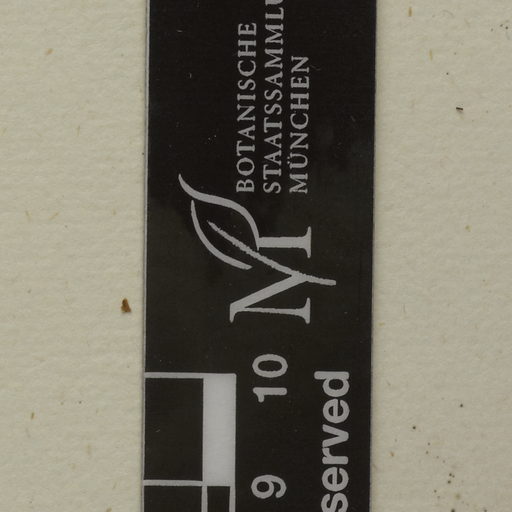 BOTANISCHE
STAATSSAMMLU
MÜNCHEN
M
9 10
served